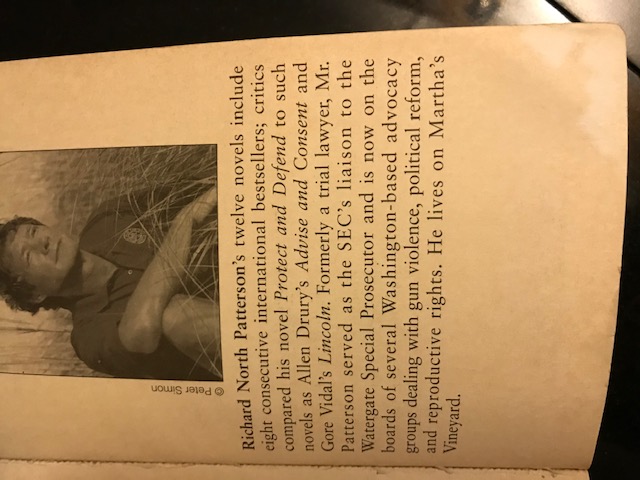 © Peter Simon
Richard North Patterson's twelve novels include
eight consecutive international bestsellers; critics
compared his novel Protect and Defend to such
novels as Allen Drury's Advise and Consent and
Gore Vidal's Lincoln. Formerly a trial lawyer, Mr.
Patterson served as the SEC's liaison to the
Watergate Special Prosecutor and is now on the
boards of several Washington-based advocacy
groups dealing with gun violence, political reform,
and reproductive rights. He lives on Martha's
Vineyard.